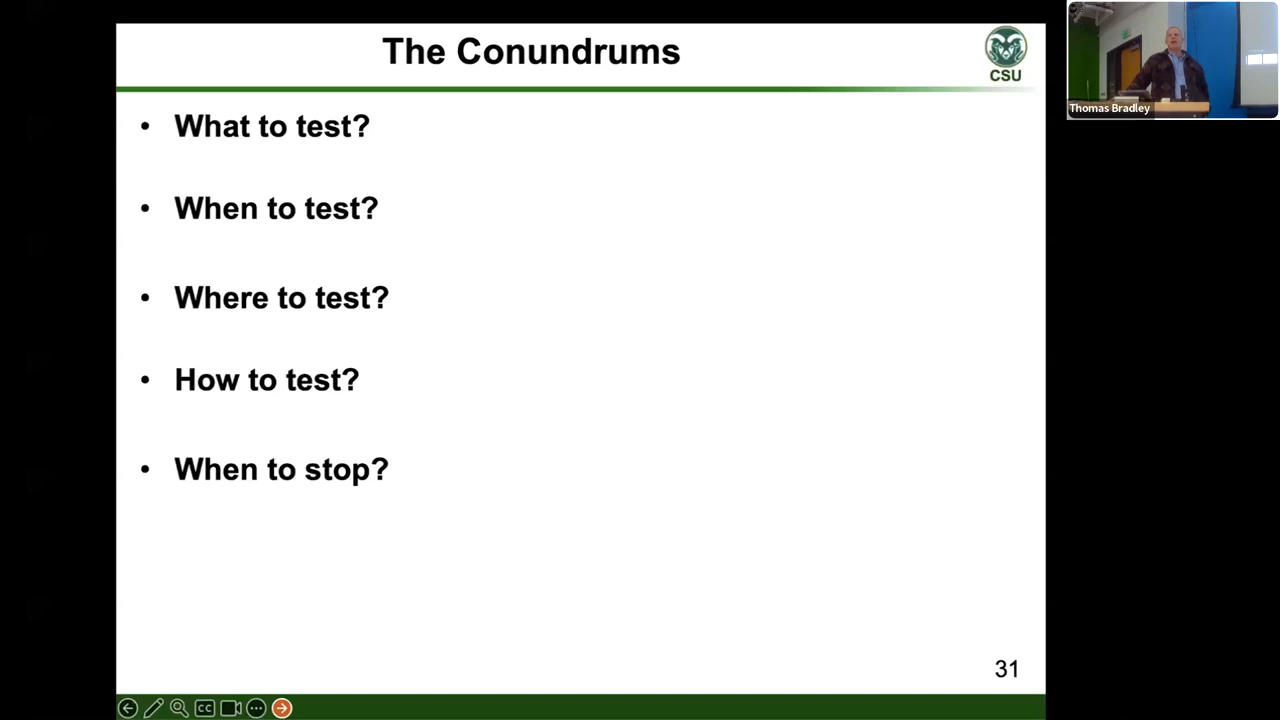 The Conundrums
CSU
• What to test?
• When to test?
• Where to test?
• How to test?
• When to stop?
31
CC
Thomas Bradley